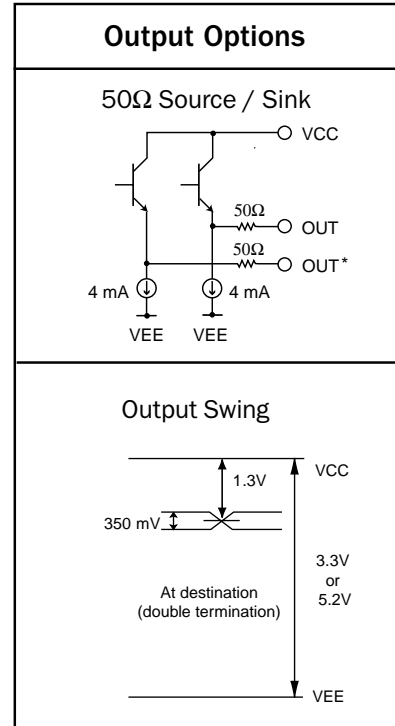 Output Options
50Ω Source / Sink
VCC
50Ω
OUT
50Ω
OUT*
4 mA
4 mA
VEE
VEE
Output Swing
VCC
1.3V
350 mV
3.3V
or
5.2V
At destination
(double termination)
VEE